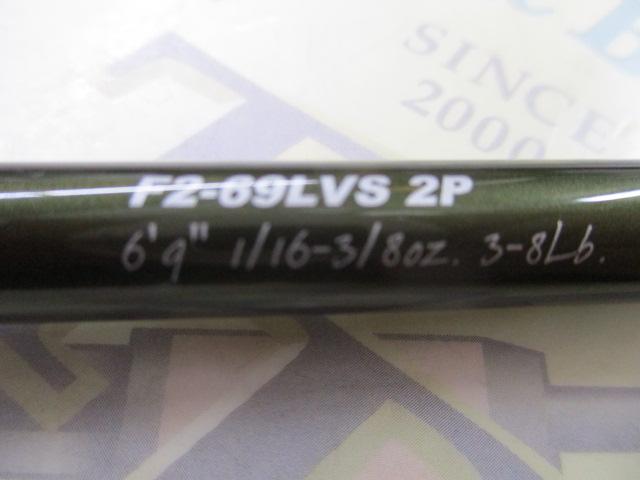 SINCE
2000
F2-69LVS 2P
6'9" 1/16-3/8oz. 3-8Lb.